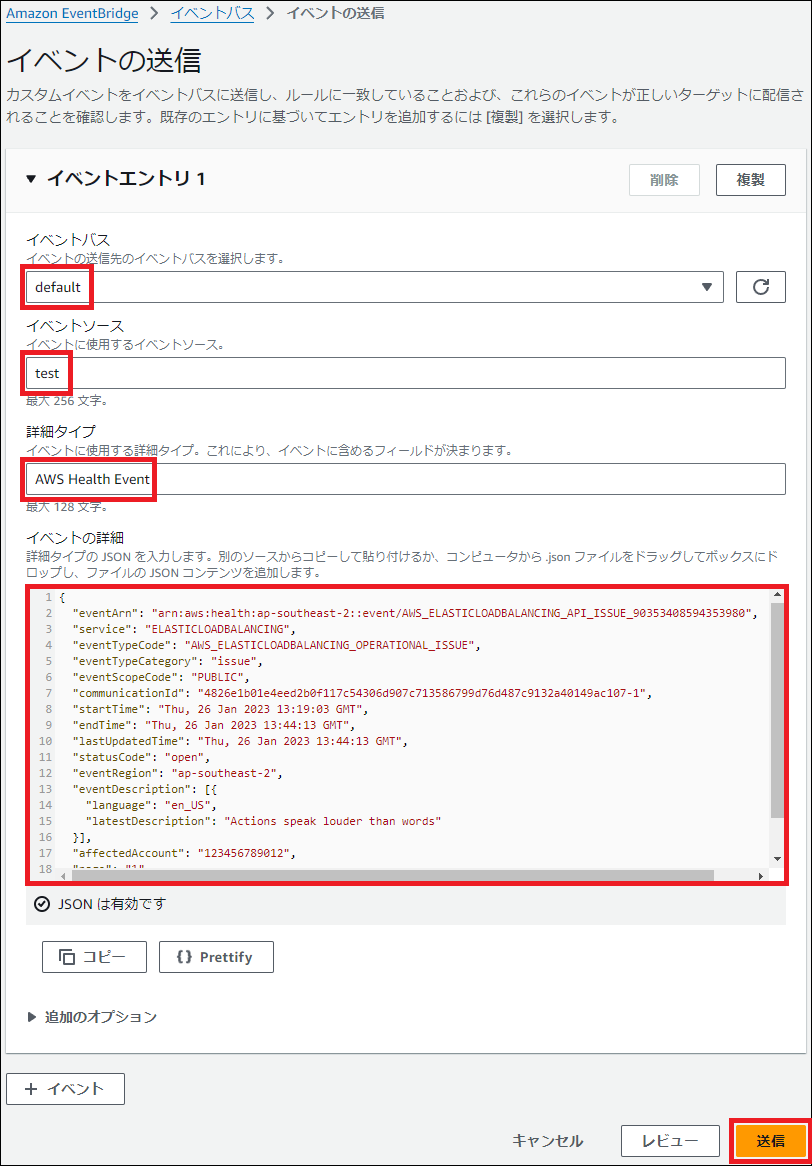 Amazon EventBridge > イベントバス > イベントの送信
イベントの送信
カスタムイベントをイベントバスに送信し、ルールに一致していることおよび、これらのイベントが正しいターゲットに配信さ
れることを確認します。既存のエントリに基づいてエントリを追加するには [複製] を選択します。
▼ イベントエントリ 1
削除
複製
イベントバス
イベントの送信先のイベントバスを選択します。
default
イベントソース
イベントに使用するイベントソース。
test
最大 256 文字。
詳細タイプ
イベントに使用する詳細タイプ。これにより、イベントに含めるフィールドが決まります。
AWS Health Event
最大 128 文字。
イベントの詳細
詳細タイプの JSON を入力します。別のソースからコピーして貼り付けるか、コンピュータから .json ファイルをドラッグしてボックスにド
ロップし、ファイルの JSON コンテンツを追加します。
1 {
2 "eventArn": "arn:aws:health:ap-southeast-2::event/AWS_ELASTICLOADBALANCING_API_ISSUE_90353408594353980",
3 "service": "ELASTICLOADBALANCING",
4 "eventTypeCode": "AWS_ELASTICLOADBALANCING_OPERATIONAL_ISSUE",
5 "eventTypeCategory": "issue",
6 "eventScopeCode": "PUBLIC",
7 "communicationId": "4826e1b01e4eed2b0f117c54306d907c713586799d76d487c9132a40149ac107-1",
8 "startTime": "Thu, 26 Jan 2023 13:19:03 GMT",
9 "endTime": "Thu, 26 Jan 2023 13:44:13 GMT",
10 "lastUpdatedTime": "Thu, 26 Jan 2023 13:44:13 GMT",
11 "statusCode": "open",
12 "eventRegion": "ap-southeast-2",
13 "eventDescription": [{
14 "language": "en_US",
15 "latestDescription": "Actions speak louder than words"
16 }],
17 "affectedAccount": "123456789012",
18
JSON は有効です
コピー
{} Prettify
▶ 追加のオプション
+ イベント
キャンセル
レビュー
送信